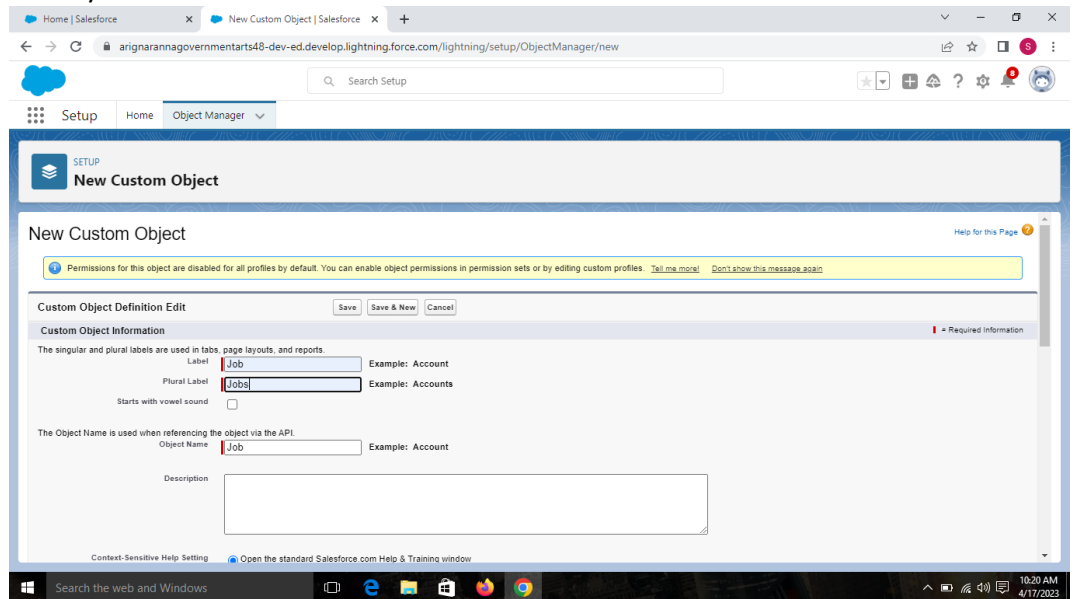 Home | Salesforce
New Custom Object | Salesforce
arignarannagovernmentarts48-dev-ed.develop.lightning.force.com/lightning/setup/ObjectManager/new
S
Search Setup
8
Setup
Home
Object Manager
SETUP
New Custom Object
New Custom Object
Help for this Page
Permissions for this object are disabled for all profiles by default. You can enable object permissions in permission sets or by editing custom profiles. Tell me more! Don't show this message again
Custom Object Definition Edit
Save
Save & New
Cancel
Custom Object Information
= Required Information
The singular and plural labels are used in tabs, page layouts, and reports.
Label Job Example: Account
Plural Label Jobs Example: Accounts
Starts with vowel sound
The Object Name is used when referencing the object via the API.
Object Name Job Example: Account
Description
Context-Sensitive Help Setting Open the standard Salesforce.com Help & Training window
Search the web and Windows
10:20 AM
4/17/2023